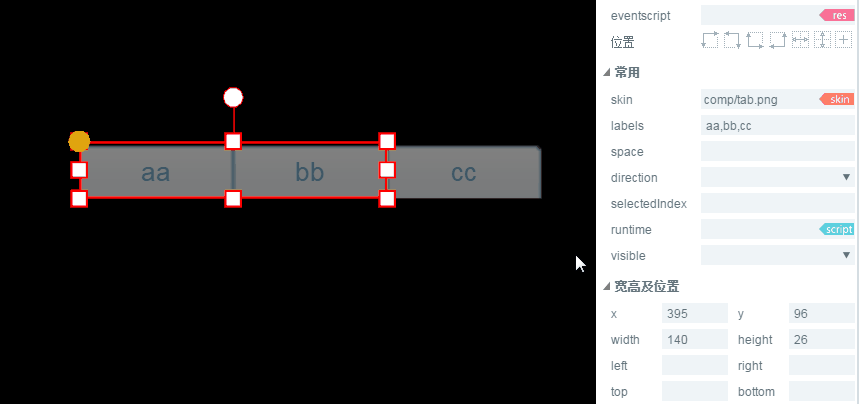 eventscript res
位置
常用
skin comp/tab.png skin
labels aa,bb,cc
space
direction
selectedIndex
runtime script
visible
宽高及位置
x 395 y 96
width 140 height 26
left right
top bottom
aa bb cc